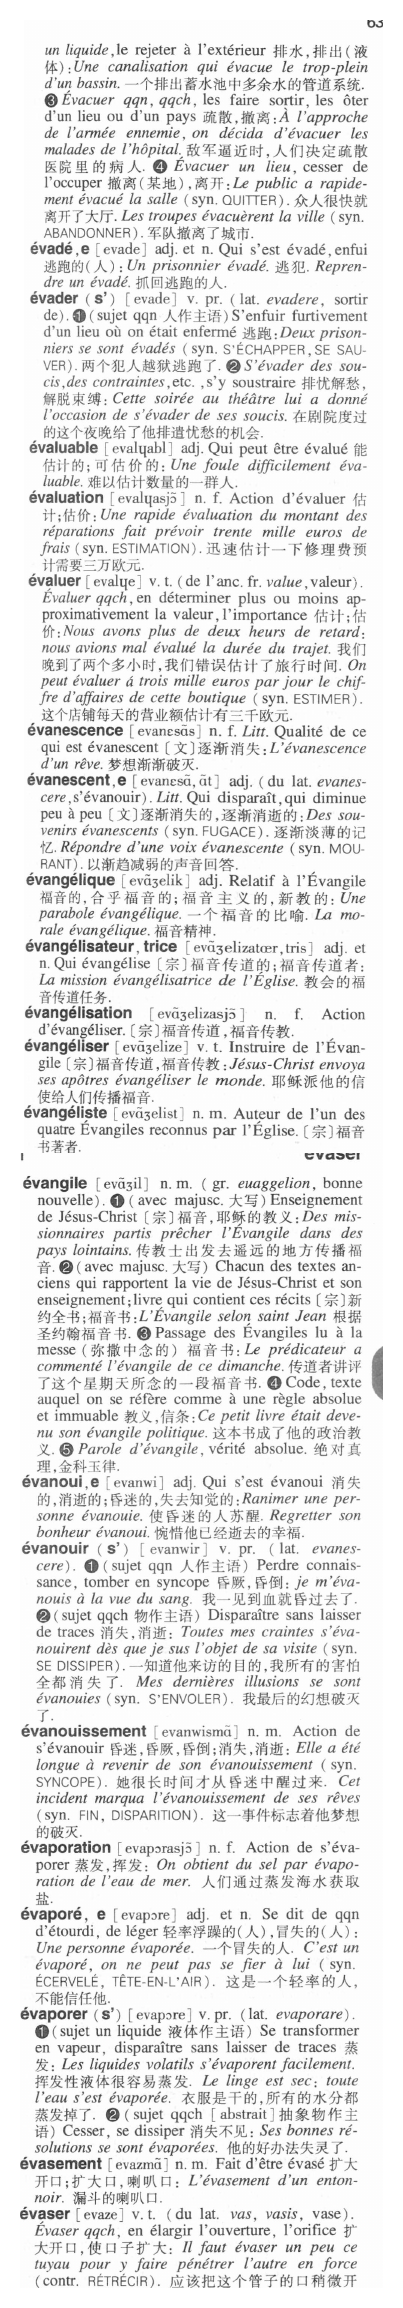 63
un liquide, le rejeter à l'extérieur 排水,排出(液
体):Une canalisation qui évacue le trop-plein
d'un bassin. 一个排出蓄水池中多余水的管道系统.
❸ Évacuer qqn, qqch, les faire sortir, les ôter
d'un lieu ou d'un pays 疏散,撤离:À l'approche
de l'armée ennemie, on décida d'évacuer les
malades de l'hôpital. 敌军逼近时,人们决定疏散
医院里的病人. ❹ Évacuer un lieu, cesser de
l'occuper 撤离(某地),离开:Le public a rapide-
ment évacué la salle (syn. QUITTER). 众人很快就
离开了大厅. Les troupes évacuèrent la ville (syn.
ABANDONNER). 军队撤离了城市.
évadé,e [evade] adj. et n. Qui s'est évadé,enfui
逃跑的(人):Un prisonnier évadé. 逃犯. Repren-
dre un évadé. 抓回逃跑的人.
évader (s') [evade] v. pr. (lat. evadere, sortir
de). ❶ (sujet qqn 人作主语) S'enfuir furtivement
d'un lieu où on était enfermé 逃跑:Deux prison-
niers se sont évadés (syn. S'ÉCHAPPER, SE SAU-
VER). 两个犯人越狱逃跑了. ❷ S'évader des sou-
cis,des contraintes,etc. ,s'y soustraire 排忧解愁,
解脱束缚: Cette soirée au théâtre lui a donné
l'occasion de s'évader de ses soucis. 在剧院度过
的这个夜晚给了他排遣忧愁的机会.
évaluable [evalɥabl] adj. Qui peut être évalué 能
估计的;可估价的: Une foule difficilement éva-
luable. 难以估计数量的一群人.
évaluation [evalɥasjɔ̃] n. f. Action d'évaluer 估
计;估价: Une rapide évaluation du montant des
réparations fait prévoir trente mille euros de
frais (syn. ESTIMATION). 迅速估计一下修理费预
计需要三万欧元.
évaluer [evalɥe] v. t. (de l'anc. fr. value, valeur).
Évaluer qqch, en déterminer plus ou moins ap-
proximativement la valeur, l'importance 估计;估
价:Nous avons plus de deux heurs de retard;
nous avions mal évalué la durée du trajet. 我们
晚到了两个多小时,我们错误估计了旅行时间. On
peut évaluer á trois mille euros par jour le chif-
fre d'affaires de cette boutique (syn. ESTIMER).
这个店铺每天的营业额估计有三千欧元.
évanescence [evanɛsɑ̃s] n. f. Litt. Qualité de ce
qui est évanescent [文]逐渐消失:L'évanescence
d'un rêve. 梦想渐渐破灭.
évanescent,e [evanɛsɑ̃, ɑ̃t] adj. (du lat. evanes-
cere,s'évanouir). Litt. Qui disparaît, qui diminue
peu à peu [文]逐渐消失的,逐渐消逝的:Des sou-
venirs évanescents (syn. FUGACE). 逐渐淡薄的记
忆. Répondre d'une voix évanescente (syn. MOU-
RANT). 以渐趋减弱的声音回答.
évangélique [evɑ̃ʒelik] adj. Relatif à l'Évangile
福音的,合乎福音的;福音主义的,新教的: Une
parabole évangélique. 一个福音的比喻. La mo-
rale évangélique. 福音精神.
évangélisateur, trice [evɑ̃ʒelizatœr,tris] adj. et
n. Qui évangélise [宗]福音传道的;福音传道者:
La mission évangélisatrice de l'Église. 教会的福
音传道任务.
évangélisation [evɑ̃ʒelizasjɔ̃] n. f. Action
d'évangéliser. [宗]福音传道,福音传教.
évangéliser [evɑ̃ʒelize] v. t. Instruire de l'Évan-
gile [宗]福音传道,福音传教:Jésus-Christ envoya
ses apôtres évangéliser le monde. 耶稣派他的信
使给人们传播福音.
évangéliste [evɑ̃ʒelist] n. m. Auteur de l'un des
quatre Évangiles reconnus par l'Église. [宗]福音
书著者.
évaser
évangile [evɑ̃ʒil] n. m. ( gr. euaggelion, bonne
nouvelle). ❶ (avec majusc. 大写) Enseignement
de Jésus-Christ [宗]福音,耶稣的教义:Des mis-
sionnaires partis prêcher l'Évangile dans des
pays lointains. 传教士出发去遥远的地方传播福
音. ❷ (avec majusc. 大写) Chacun des textes an-
ciens qui rapportent la vie de Jésus-Christ et son
enseignement;livre qui contient ces récits [宗]新
约全书;福音书:L'Évangile selon saint Jean 根据
圣约翰福音书. ❸ Passage des Évangiles lu à la
messe (弥撒中念的) 福音书: Le prédicateur a
commenté l'évangile de ce dimanche. 传道者讲评
了这个星期天所念的一段福音书. ❹ Code, texte
auquel on se réfère comme à une règle absolue
et immuable 教义,信条:Ce petit livre était deve-
nu son évangile politique. 这本书成了他的政治教
义. ❺ Parole d'évangile, vérité absolue. 绝对真
理,金科玉律.
évanoui,e [evanwi] adj. Qui s'est évanoui 消失
的,消逝的;昏迷的,失去知觉的:Ranimer une per-
sonne évanouie. 使昏迷的人苏醒. Regretter son
bonheur évanoui. 惋惜他已经逝去的幸福.
évanouir (s') [evanwir] v. pr. (lat. evanes-
cere). ❶ (sujet qqn 人作主语) Perdre connais-
sance, tomber en syncope 昏厥,昏倒: je m'éva-
nouis à la vue du sang. 我一见到血就昏过去了.
❷ (sujet qqch 物作主语) Disparaître sans laisser
de traces 消失,消逝: Toutes mes craintes s'éva-
nouirent dès que je sus l'objet de sa visite (syn.
SE DISSIPER). 一知道他来访的目的,我所有的害怕
全都消失了. Mes dernières illusions se sont
évanouies (syn. S'ENVOLER). 我最后的幻想破灭
了.
évanouissement [evanwismɑ̃] n. m. Action de
s'évanouir 昏迷,昏厥,昏倒;消失,消逝: Elle a été
longue à revenir de son évanouissement (syn.
SYNCOPE). 她很长时间才从昏迷中醒过来. Cet
incident marqua l'évanouissement de ses rêves
(syn. FIN, DISPARITION). 这一事件标志着他梦想
的破灭.
évaporation [evapɔrasjɔ̃] n. f. Action de s'éva-
porer 蒸发,挥发: On obtient du sel par évapo-
ration de l'eau de mer. 人们通过蒸发海水获取
盐.
évaporé, e [evapɔre] adj. et n. Se dit de qqn
d'étourdi, de léger 轻率浮躁的(人),冒失的(人):
Une personne évaporée. 一个冒失的人. C'est un
évaporé, on ne peut pas se fier à lui (syn.
ÉCERVELÉ, TÊTE-EN-L'AIR). 这是一个轻率的人,
不能信任他.
évaporer (s') [evapɔre] v. pr. (lat. evaporare).
❶ (sujet un liquide 液体作主语) Se transformer
en vapeur, disparaître sans laisser de traces 蒸
发: Les liquides volatils s'évaporent facilement.
挥发性液体很容易蒸发. Le linge est sec: toute
l'eau s'est évaporée. 衣服是干的,所有的水分都
蒸发掉了. ❷ (sujet qqch [abstrait]抽象物作主
语) Cesser, se dissiper 消失不见: Ses bonnes ré-
solutions se sont évaporées. 他的好办法失灵了.
évasement [evazmɑ̃] n. m. Fait d'être évasé 扩大
开口;扩大口,喇叭口: L'évasement d'un enton-
noir. 漏斗的喇叭口.
évaser [evaze] v. t. (du lat. vas, vasis, vase).
Évaser qqch, en élargir l'ouverture, l'orifice 扩
大开口,使口子扩大: Il faut évaser un peu ce
tuyau pour y faire pénétrer l'autre en force
(contr. RÉTRÉCIR). 应该把这个管子的口稍微开